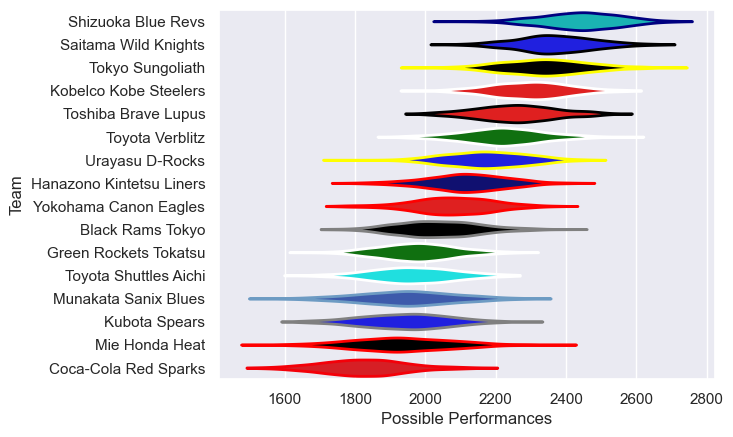 Shizuoka Blue Revs
Saitama Wild Knights
Tokyo Sungoliath
Kobelco Kobe Steelers
Toshiba Brave Lupus
Toyota Verblitz
Urayasu D-Rocks
Hanazono Kintetsu Liners
Yokohama Canon Eagles
Black Rams Tokyo
Green Rockets Tokatsu
Toyota Shuttles Aichi
Munakata Sanix Blues
Kubota Spears
Mie Honda Heat
Coca-Cola Red Sparks
Team
1600 1800 2000 2200 2400 2600 2800
Possible Performances